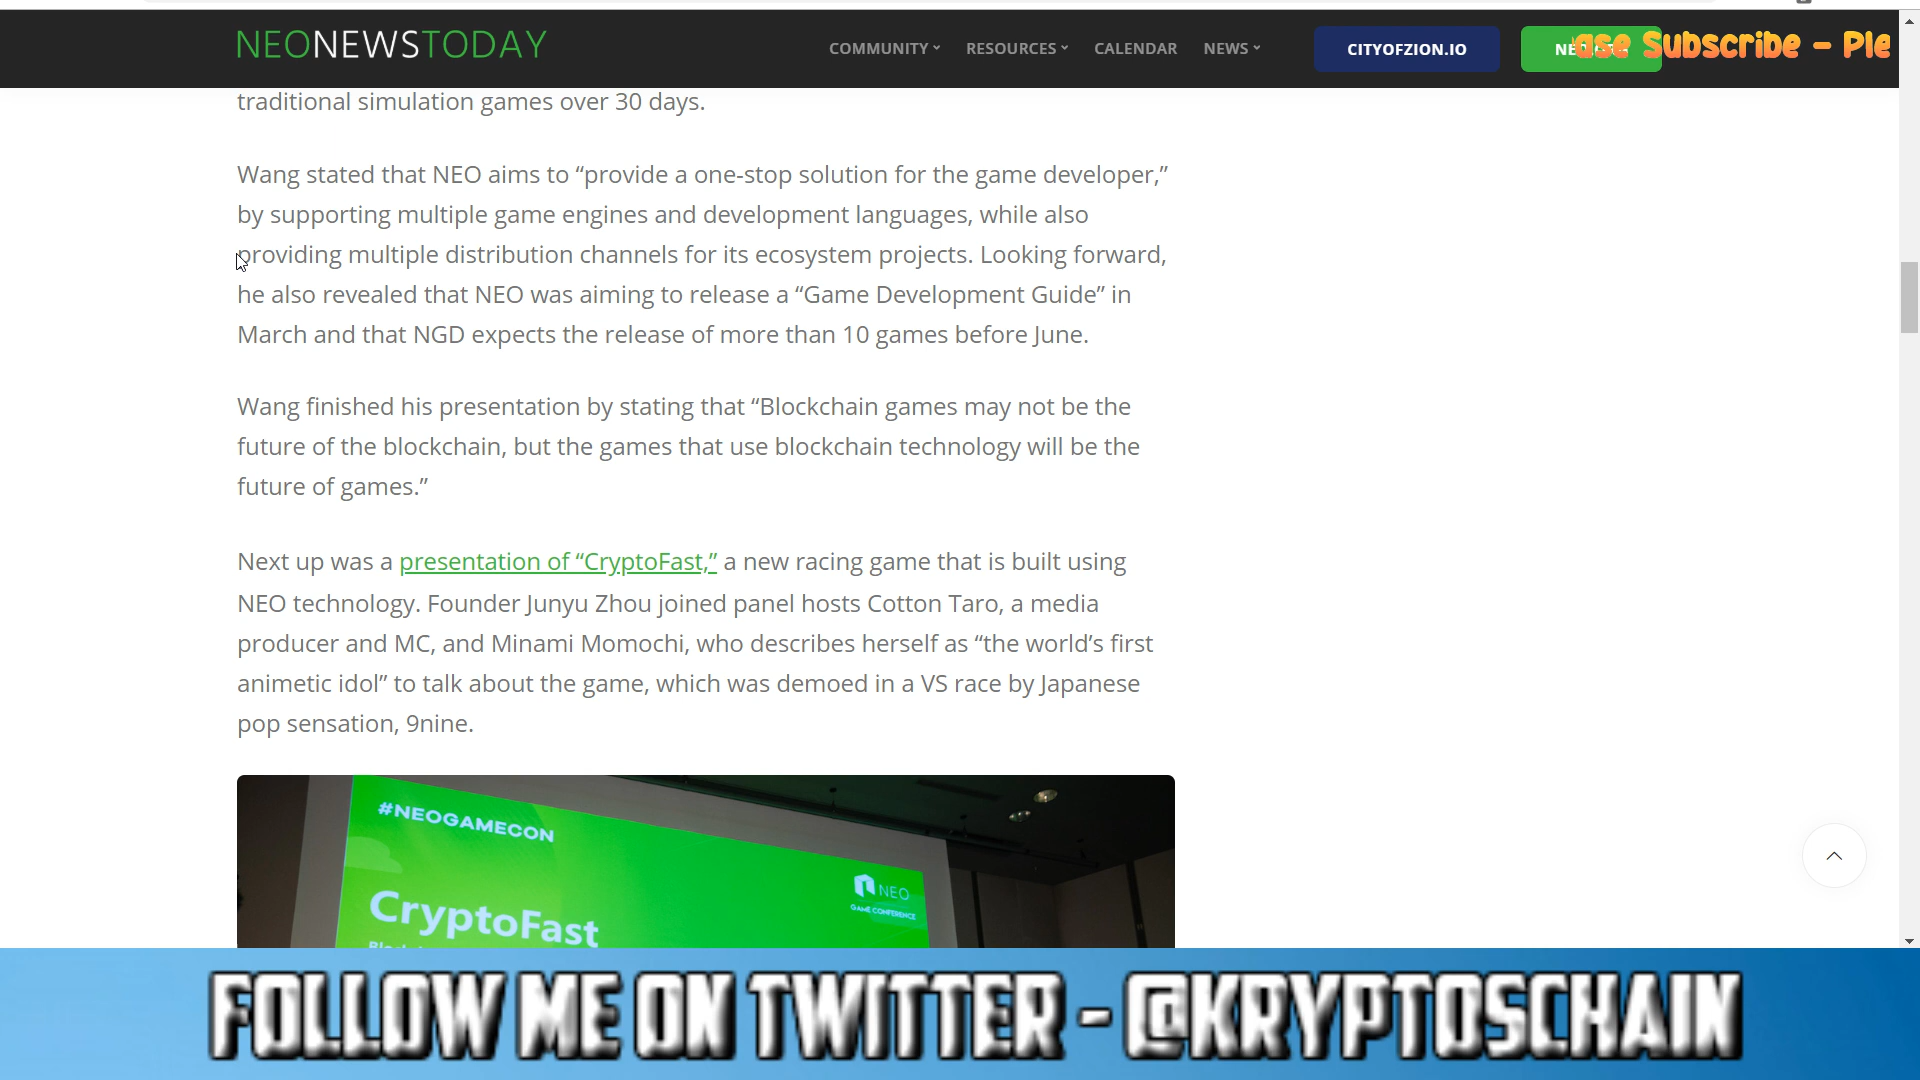 NEONEWSTODAY
COMMUNITY RESOURCES CALENDAR NEWS CITYOFZION.IO
ase Subscribe - Ple
traditional simulation games over 30 days.
Wang stated that NEO aims to “provide a one-stop solution for the game developer,”
by supporting multiple game engines and development languages, while also
providing multiple distribution channels for its ecosystem projects. Looking forward,
he also revealed that NEO was aiming to release a “Game Development Guide” in
March and that NGD expects the release of more than 10 games before June.
Wang finished his presentation by stating that “Blockchain games may not be the
future of the blockchain, but the games that use blockchain technology will be the
future of games.”
Next up was a presentation of “CryptoFast,” a new racing game that is built using
NEO technology. Founder Junyu Zhou joined panel hosts Cotton Taro, a media
producer and MC, and Minami Momochi, who describes herself as “the world’s first
animetic idol” to talk about the game, which was demoed in a VS race by Japanese
pop sensation, 9nine.
#NEOGAMECON
NEO
GAME CONFERENCE
CryptoFast
FOLLOW ME ON TWITTER - @KRYPTOSCHAIN